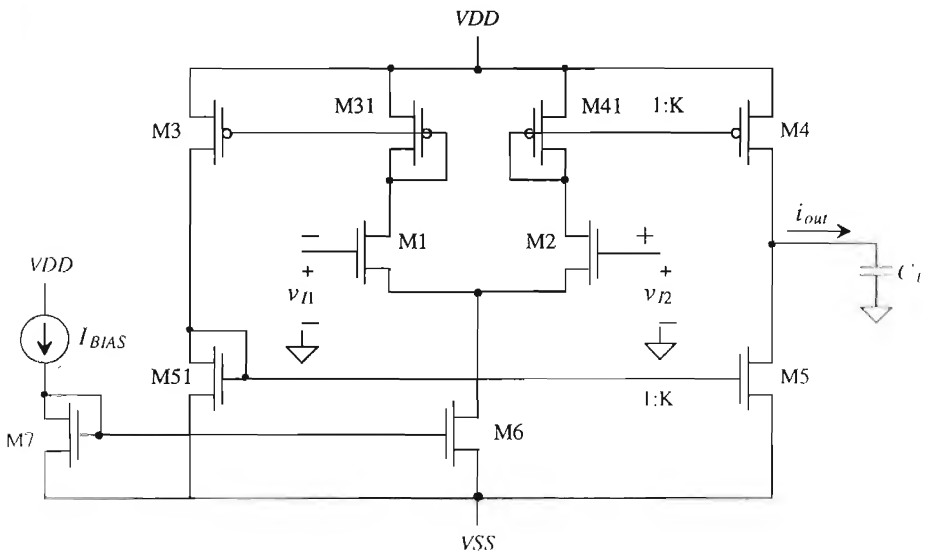 VDD
M31
M41
1:K
M3
M4
i_out
M1
M2
− +
+ +
v_I1
v_I2
− −
C_L
VDD
I_BIAS
M51
1:K
M5
M7
M6
VSS